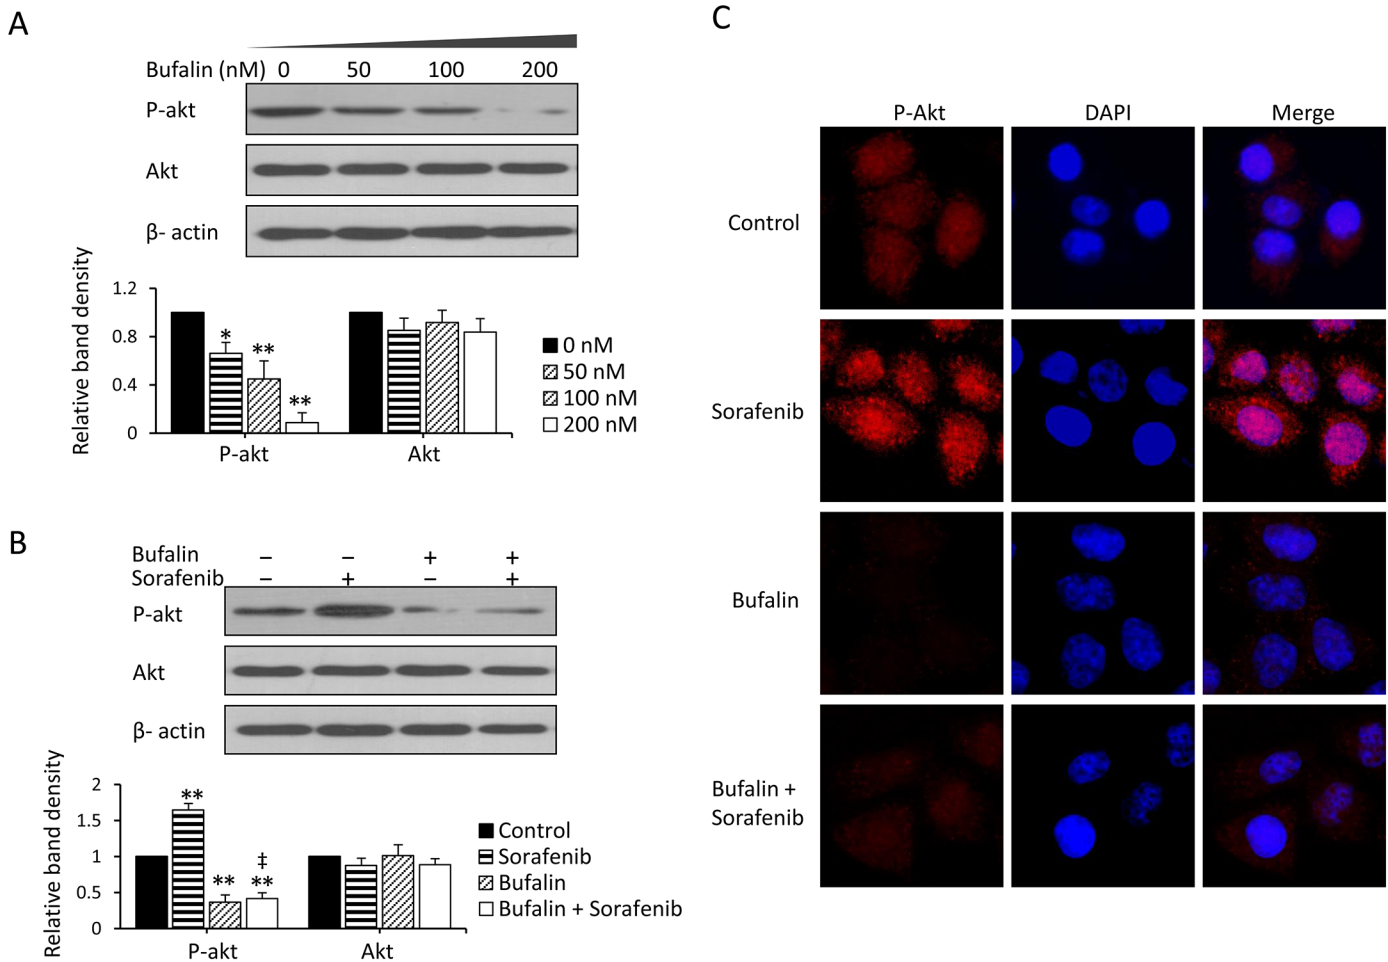 A
Bufalin (nM) 0 50 100 200
P-akt
Akt
β- actin
Relative band density
1.2
0.8
0.4
0
*
**
**
P-akt
Akt
0 nM
50 nM
100 nM
200 nM
B
Bufalin – – + +
Sorafenib – + – +
P-akt
Akt
β- actin
Relative band density
2
1.5
1
0.5
0
**
**
‡
**
P-akt
Akt
Control
Sorafenib
Bufalin
Bufalin + Sorafenib
C
P-Akt DAPI Merge
Control
Sorafenib
Bufalin
Bufalin +
Sorafenib